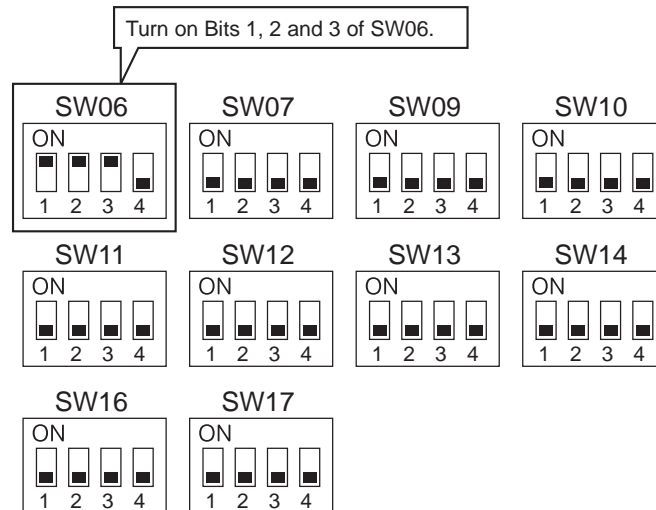 Turn on Bits 1, 2 and 3 of SW06.
SW06 SW07 SW09 SW10
ON ON ON ON
1 2 3 4 1 2 3 4 1 2 3 4 1 2 3 4
SW11 SW12 SW13 SW14
ON ON ON ON
1 2 3 4 1 2 3 4 1 2 3 4 1 2 3 4
SW16 SW17
ON ON
1 2 3 4 1 2 3 4